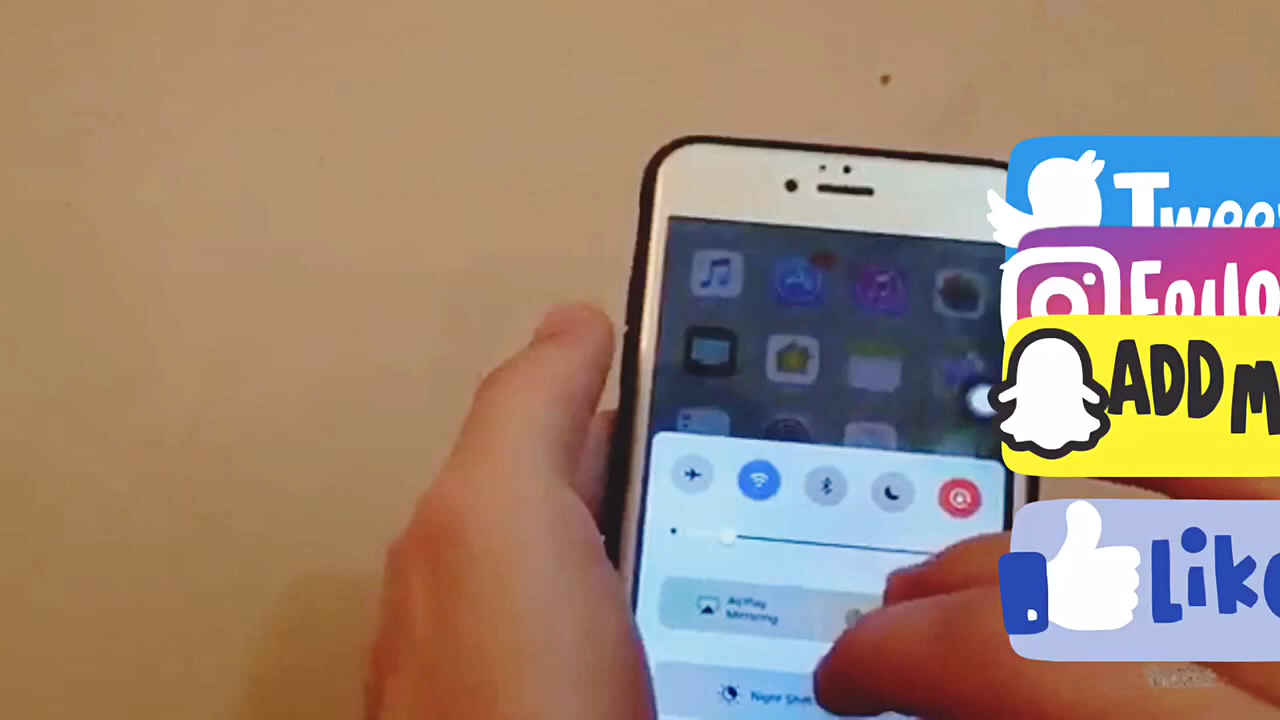 Twee
Follo
ADD M
Like
AirPlay
Mirroring
Night Shift